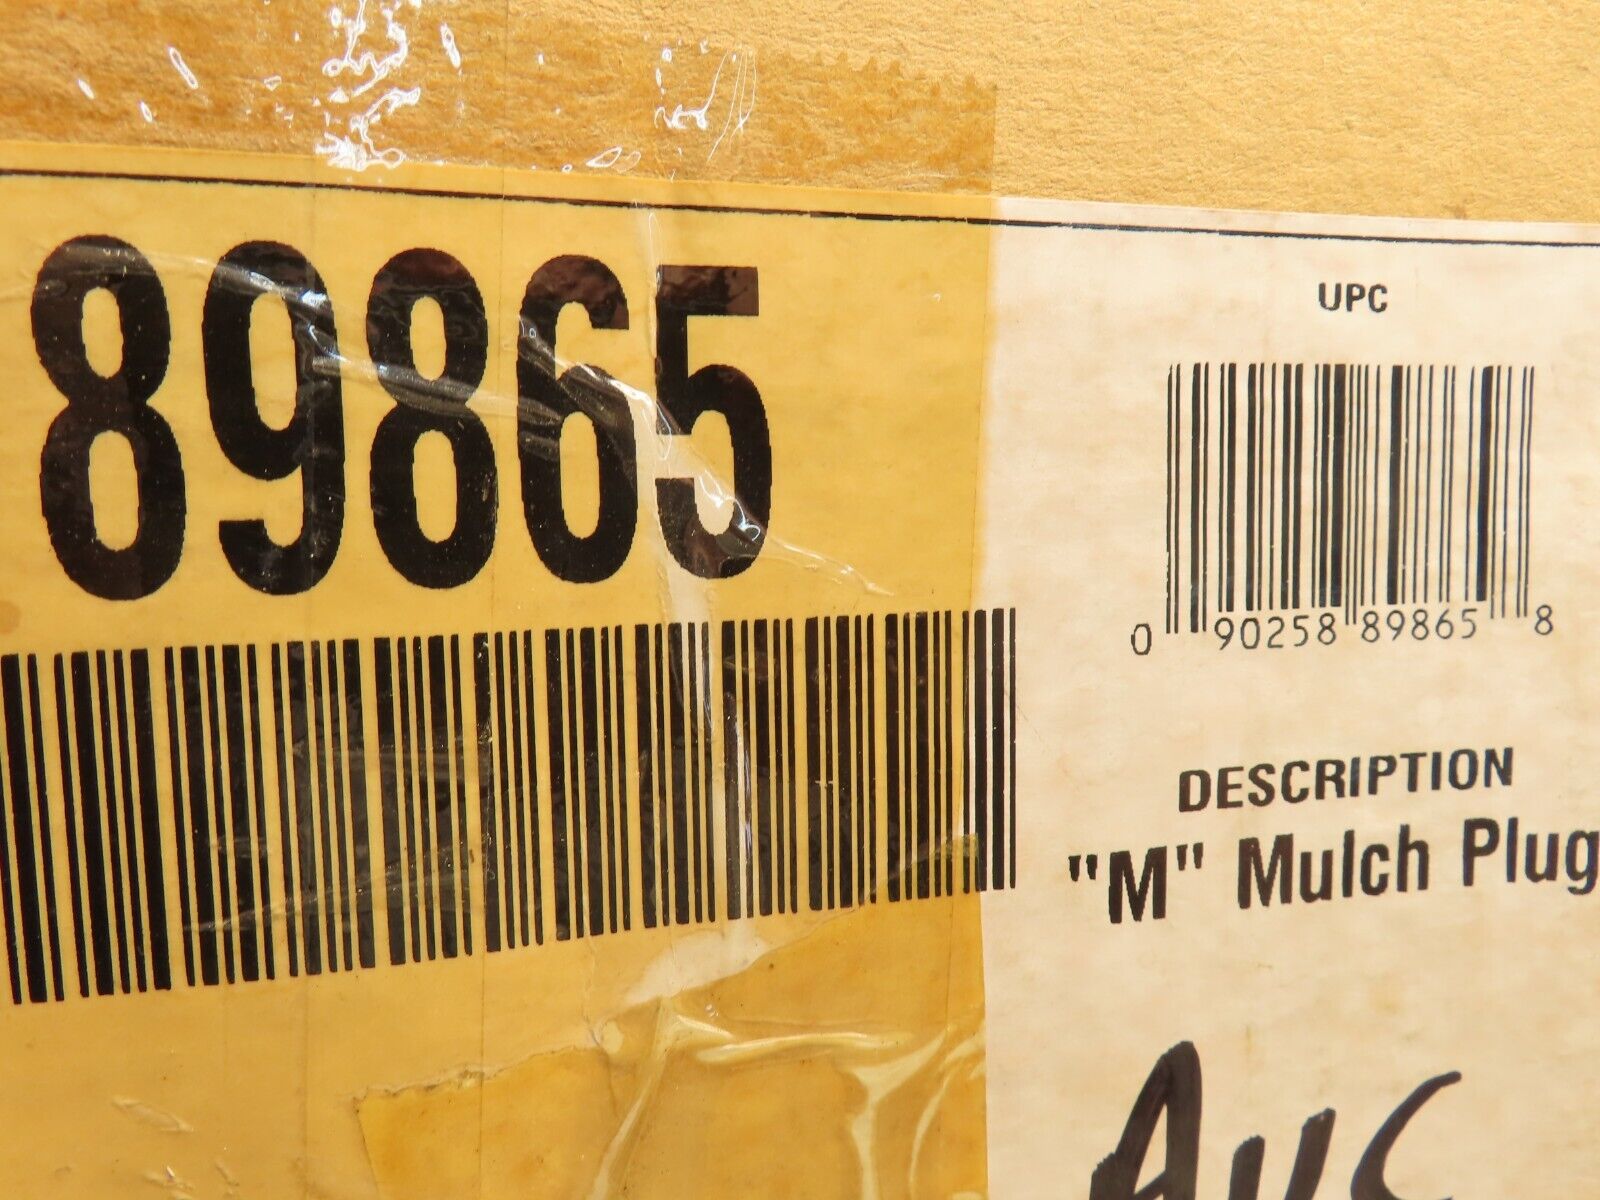 89865
UPC
0 90258 89865 8
DESCRIPTION
"M" Mulch Plug